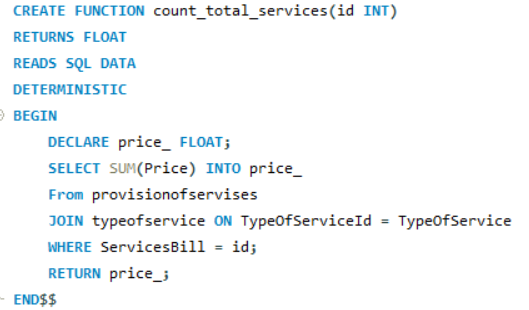 CREATE FUNCTION count_total_services(id INT)
RETURNS FLOAT
READS SQL DATA
DETERMINISTIC
BEGIN
DECLARE price_ FLOAT;
SELECT SUM(Price) INTO price_
From provisionofservises
JOIN typeofservice ON TypeOfServiceId = TypeOfService
WHERE ServicesBill = id;
RETURN price_;
END$$